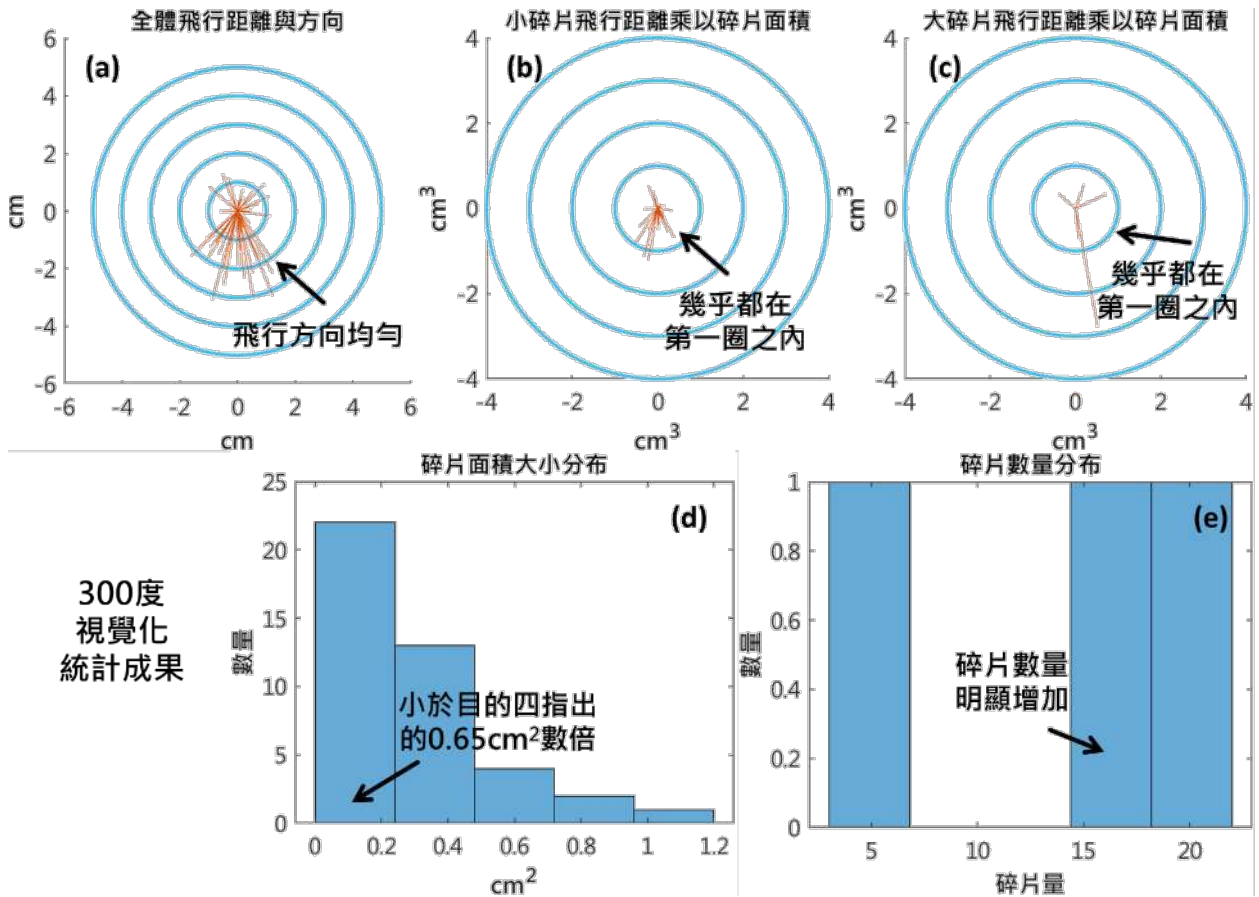 全體飛行距離與方向
(a)
6
4
2
0
-2
-4
-6
cm
-6 -4 -2 0 2 4 6
cm
飛行方向均勻
小碎片飛行距離乘以碎片面積
(b)
4
2
0
-2
-4
cm³
-4 -2 0 2 4
cm³
幾乎都在
第一圈之內
大碎片飛行距離乘以碎片面積
(c)
4
2
0
-2
-4
cm³
-4 -2 0 2 4
cm³
幾乎都在
第一圈之內
300度
視覺化
統計成果
碎片面積大小分布
(d)
25
20
15
10
5
0
數量
0 0.2 0.4 0.6 0.8 1 1.2
cm²
小於目的四指出
的0.65cm²數倍
碎片數量分布
(e)
1
0.8
0.6
0.4
0.2
0
數量
5 10 15 20
碎片量
碎片數量
明顯增加